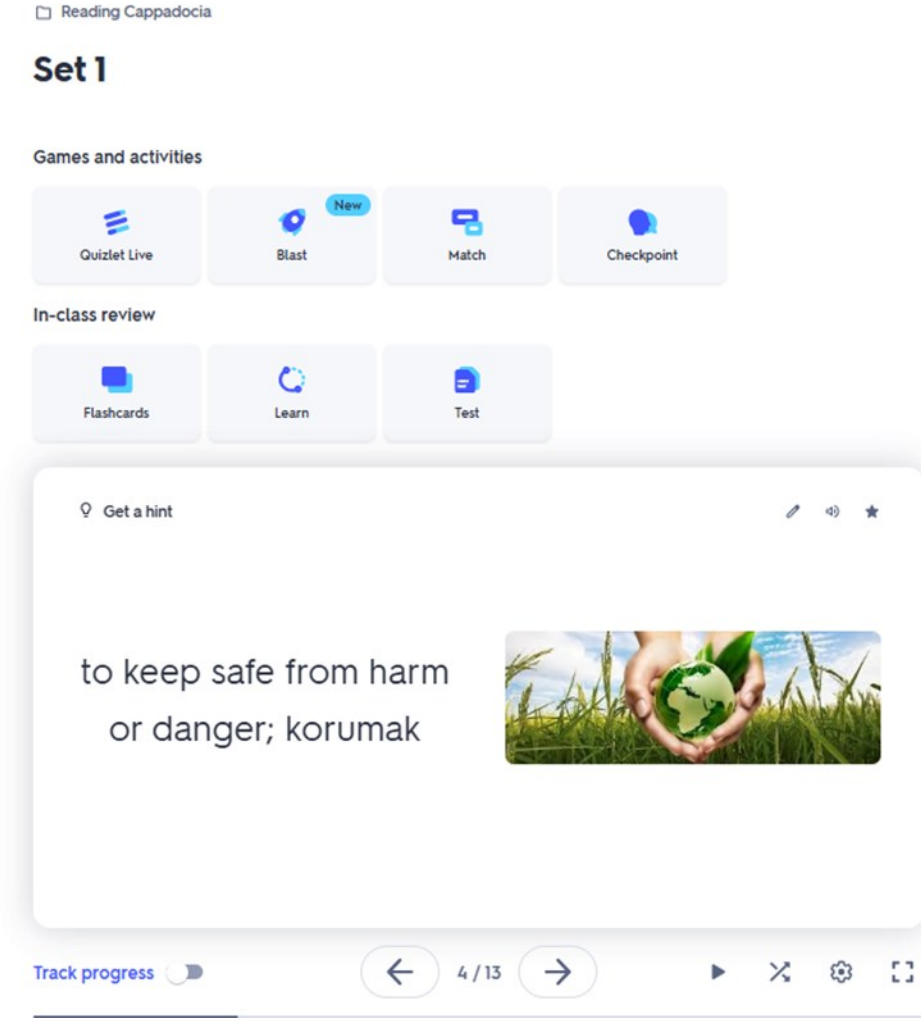 Reading Cappadocia
Set 1
Games and activities
New
Quizlet Live
Blast
Match
Checkpoint
In-class review
Flashcards
Learn
Test
Get a hint
to keep safe from harm
or danger; korumak
Track progress
4 / 13